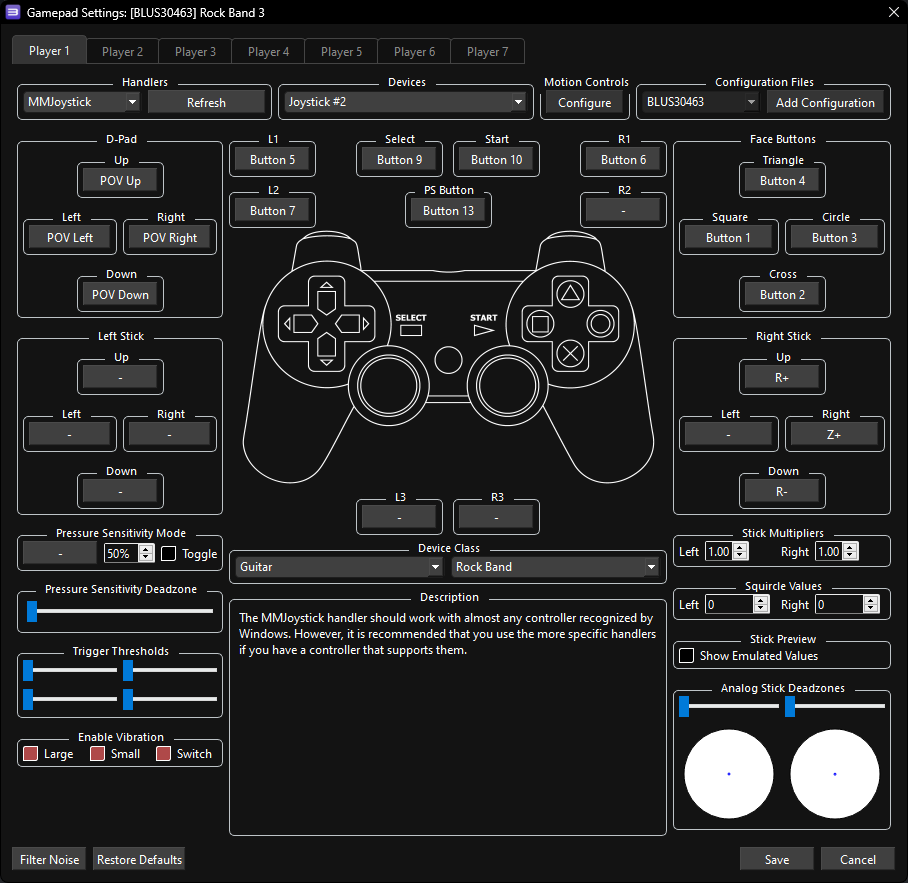 Gamepad Settings: [BLUS30463] Rock Band 3
Player 1 Player 2 Player 3 Player 4 Player 5 Player 6 Player 7
Handlers Devices Motion Controls Configuration Files
MMJoystick Refresh Joystick #2 Configure BLUS30463 Add Configuration
D-Pad L1 Select Start R1 Face Buttons
Up Button 5 Button 9 Button 10 Button 6 Triangle
POV Up L2 PS Button R2 Button 4
Button 7 Button 13 -
Left Right Square Circle
POV Left POV Right Button 1 Button 3
Down Cross
POV Down Button 2
SELECT START
Left Stick Right Stick
Up Up
- R+
Left Right Left Right
- - - Z+
Down Down
- R-
L3 R3
- -
Pressure Sensitivity Mode Stick Multipliers
- 50% Toggle Left 1.00 Right 1.00
Device Class
Guitar Rock Band
Pressure Sensitivity Deadzone Squircle Values
Left 0 Right 0
Description
The MMJoystick handler should work with almost any controller recognized by
Windows. However, it is recommended that you use the more specific handlers
if you have a controller that supports them.
Trigger Thresholds Stick Preview
Show Emulated Values
Analog Stick Deadzones
Enable Vibration
Large Small Switch
Filter Noise Restore Defaults Save Cancel